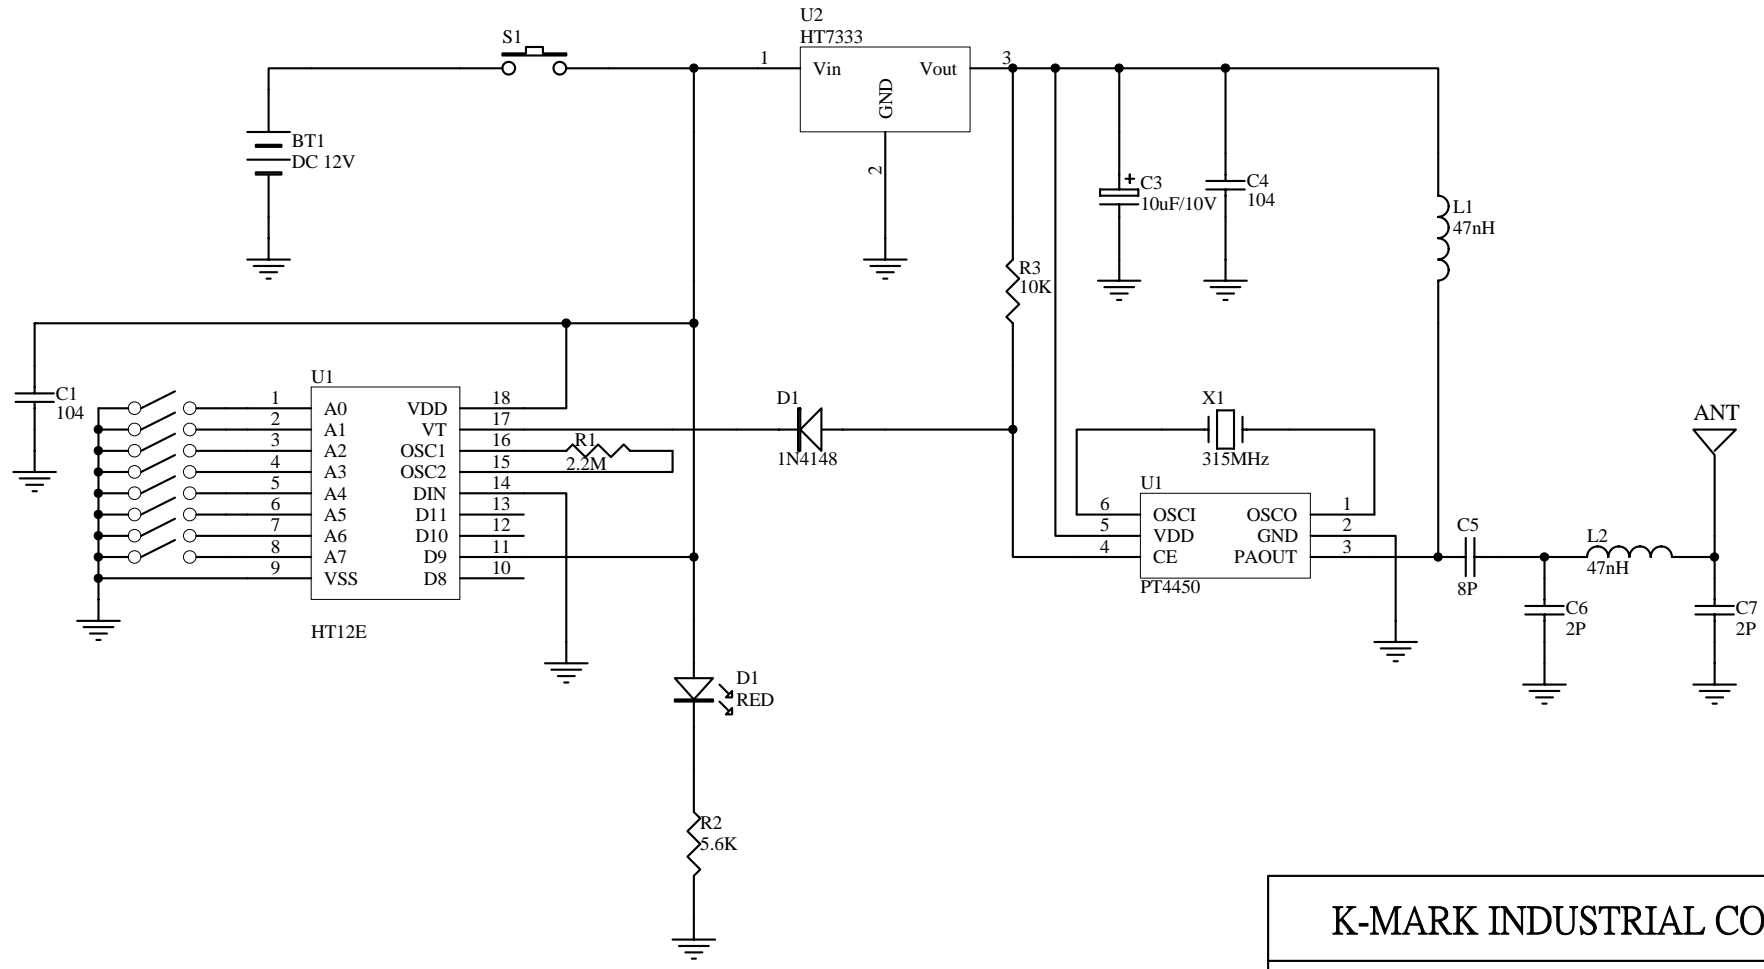 U2
HT7333
S1
1
Vin
Vout
3
GND
2
BT1
DC 12V
+
C3
10uF/10V
C4
104
L1
47nH
R3
10K
C1
104
U1
1 A0 VDD 18
2 A1 VT 17
3 A2 OSC1 16
4 A3 OSC2 15
5 A4 DIN 14
6 A5 D11 13
7 A6 D10 12
8 A7 D9 11
9 VSS D8 10
HT12E
R1
2.2M
D1
1N4148
X1
315MHz
U1
6 OSCI OSCO 1
5 VDD GND 2
4 CE PAOUT 3
PT4450
ANT
C5
8P
L2
47nH
C6
2P
C7
2P
D1
RED
R2
5.6K
K-MARK INDUSTRIAL CO